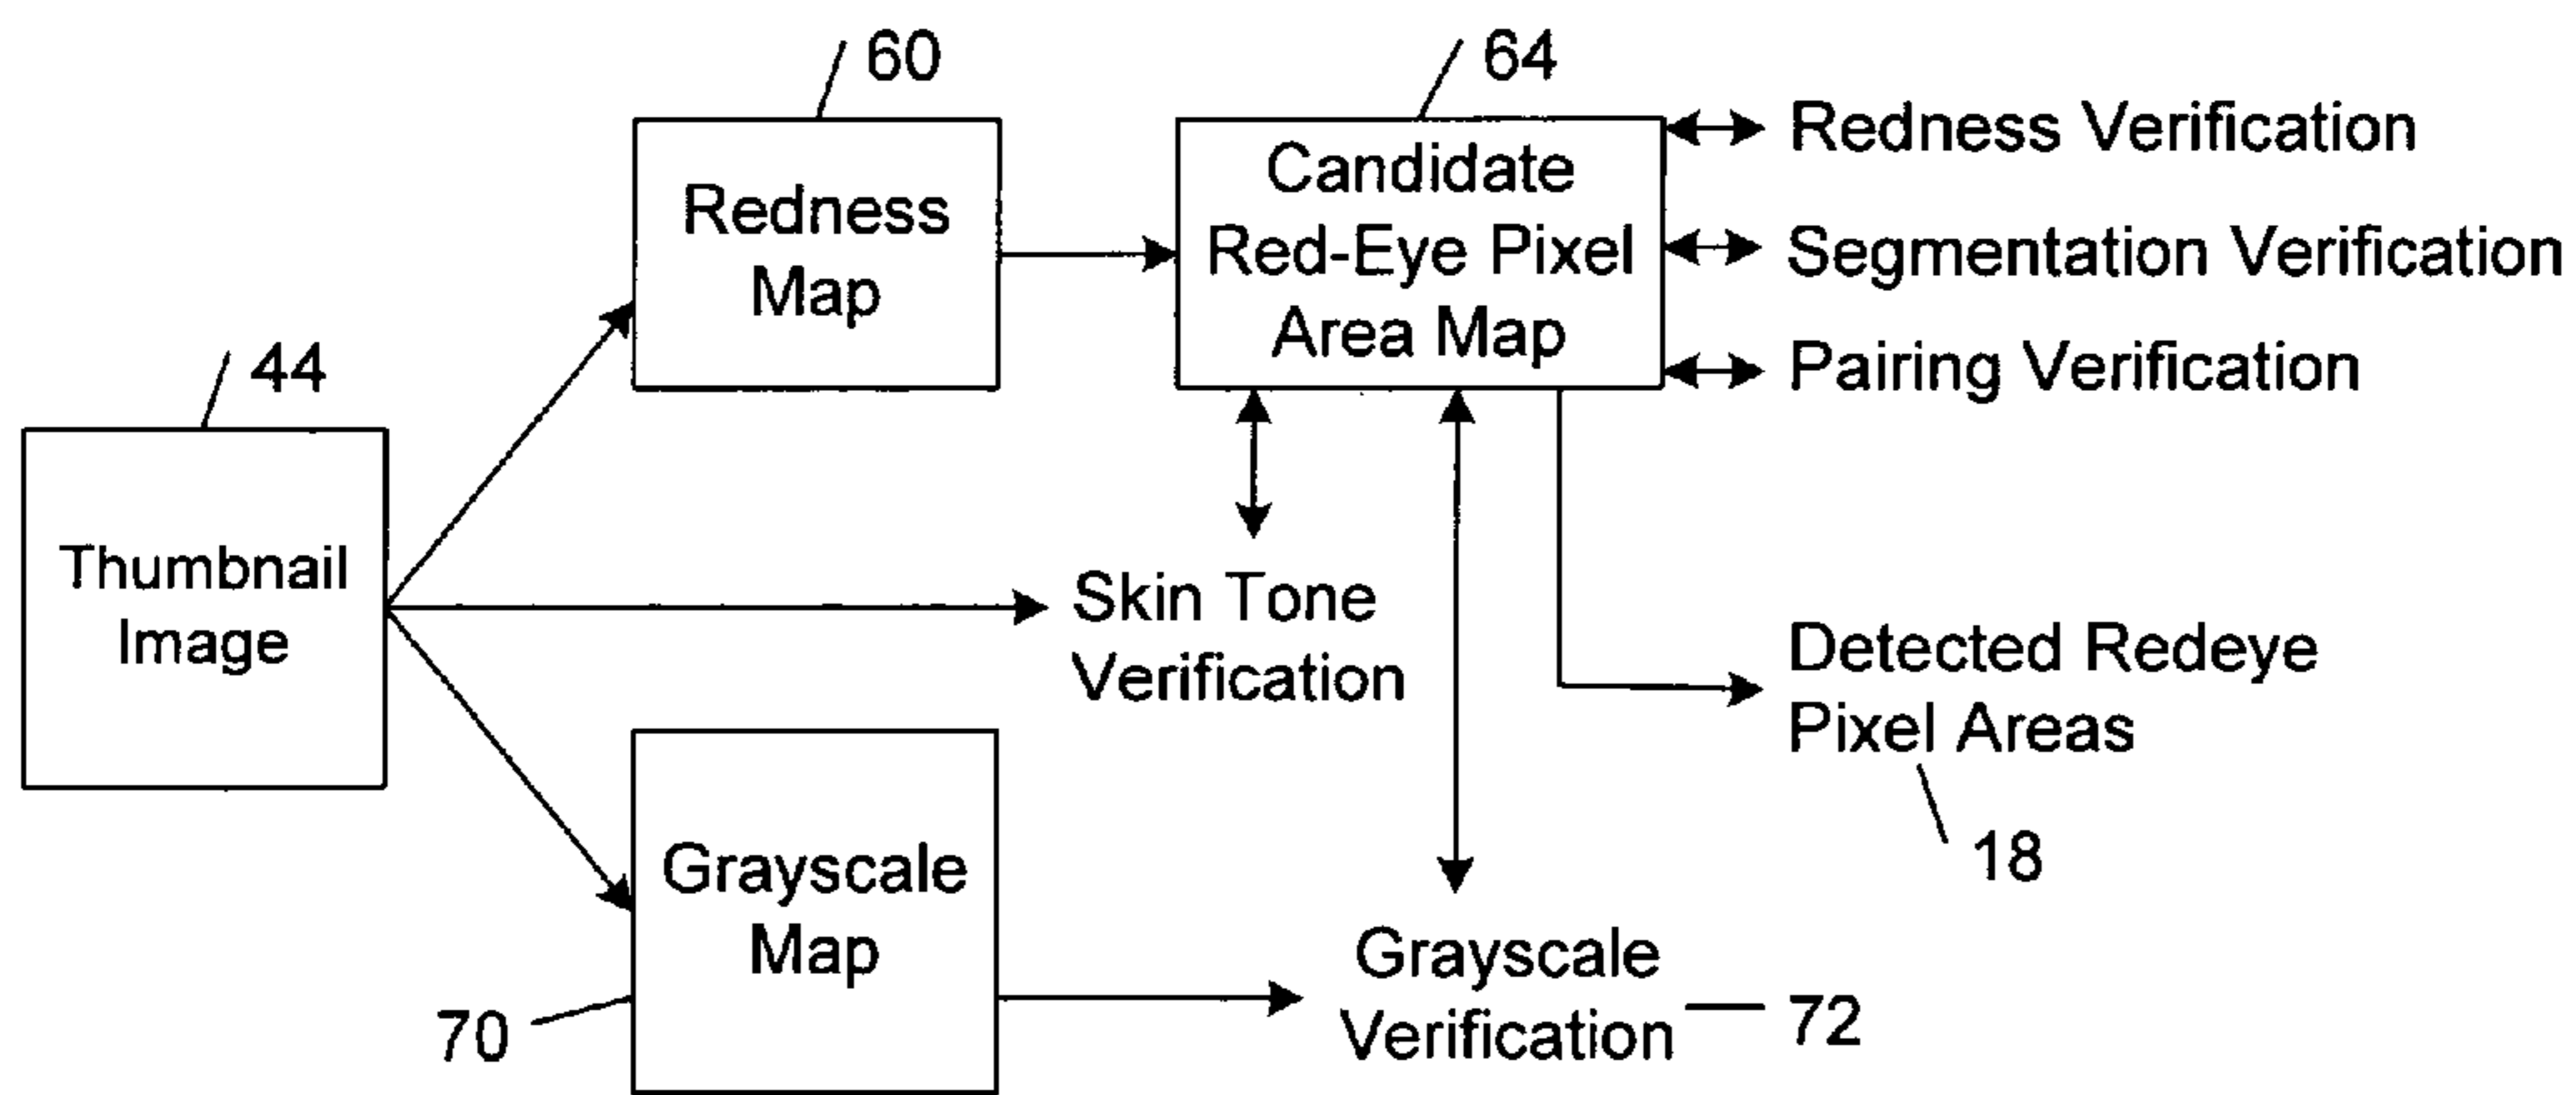 60
64
Redness
Map
Candidate
Red-Eye Pixel
Area Map
Redness Verification
Segmentation Verification
Pairing Verification
44
Thumbnail
Image
Skin Tone
Verification
Detected Redeye
Pixel Areas
18
Grayscale
Map
70
Grayscale
Verification
72